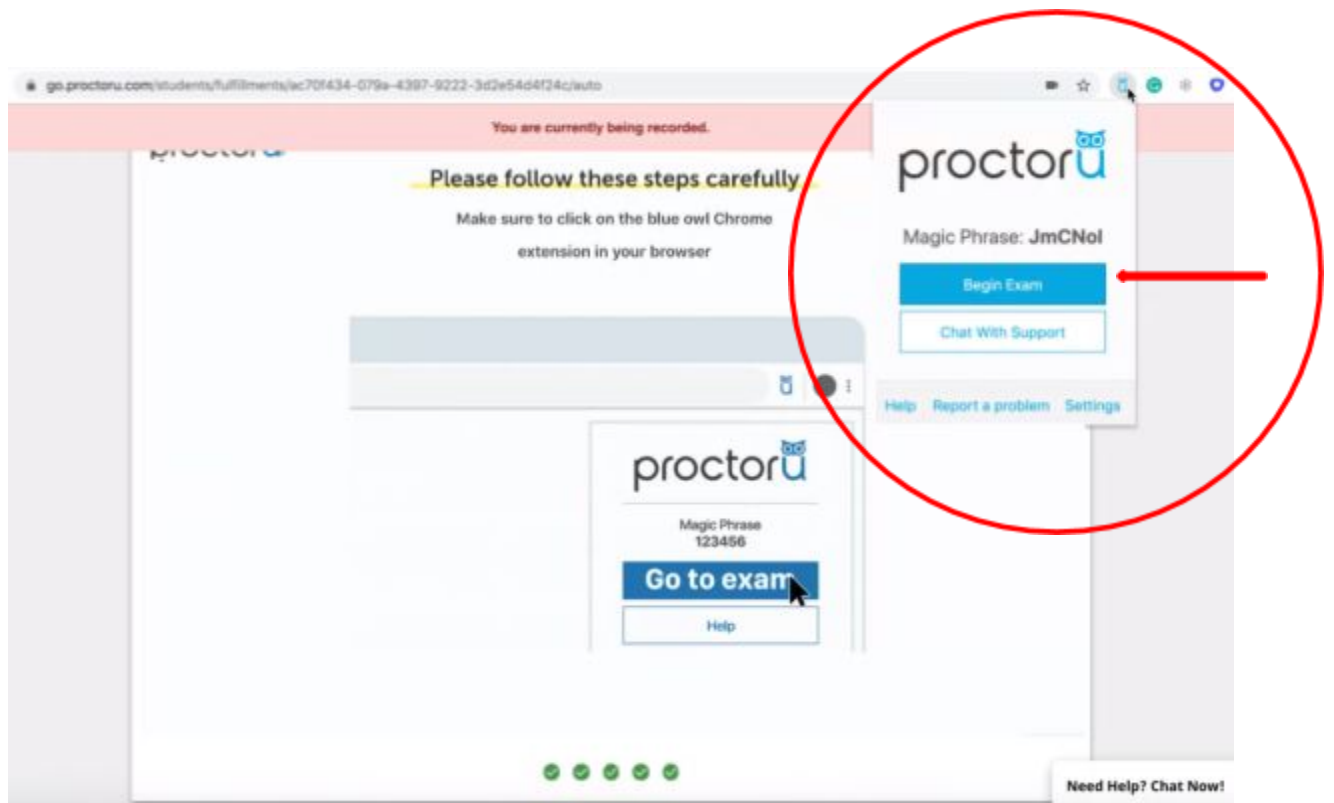 go.proctoru.com/students/fulfillments/ac70f434-079a-4397-9222-3d2e54d4f24c/auto
You are currently being recorded.
proctoru
Please follow these steps carefully
Make sure to click on the blue owl Chrome
extension in your browser
proctoru
Magic Phrase
123456
Go to exam
Help
proctoru
Magic Phrase: JmCNol
Begin Exam
Chat With Support
Help Report a problem Settings
Need Help? Chat Now!